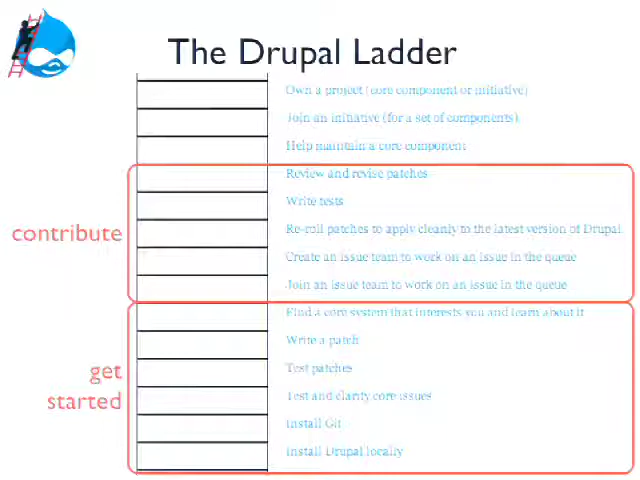 The Drupal Ladder
Own a project (core component or initiative)
Join an initiative (for a set of components)
Help maintain a core component
Review and revise patches
Write tests
contribute
Re-roll patches to apply cleanly to the latest version of Drupal
Create an issue team to work on an issue in the queue
Join an issue team to work on an issue in the queue
Find a core system that interests you and learn about it
Write a patch
get
started
Test patches
Test and clarify core issues
Install Git
Install Drupal locally